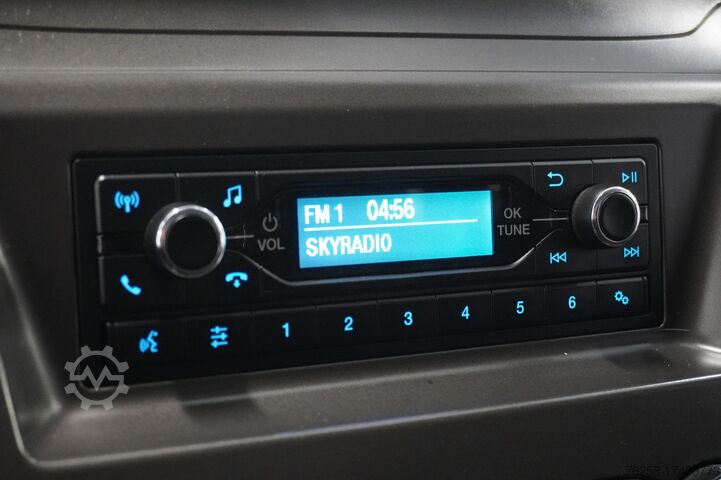 FM 1 04:56
SKYRADIO
VOL
OK
TUNE
1 2 3 4 5 6